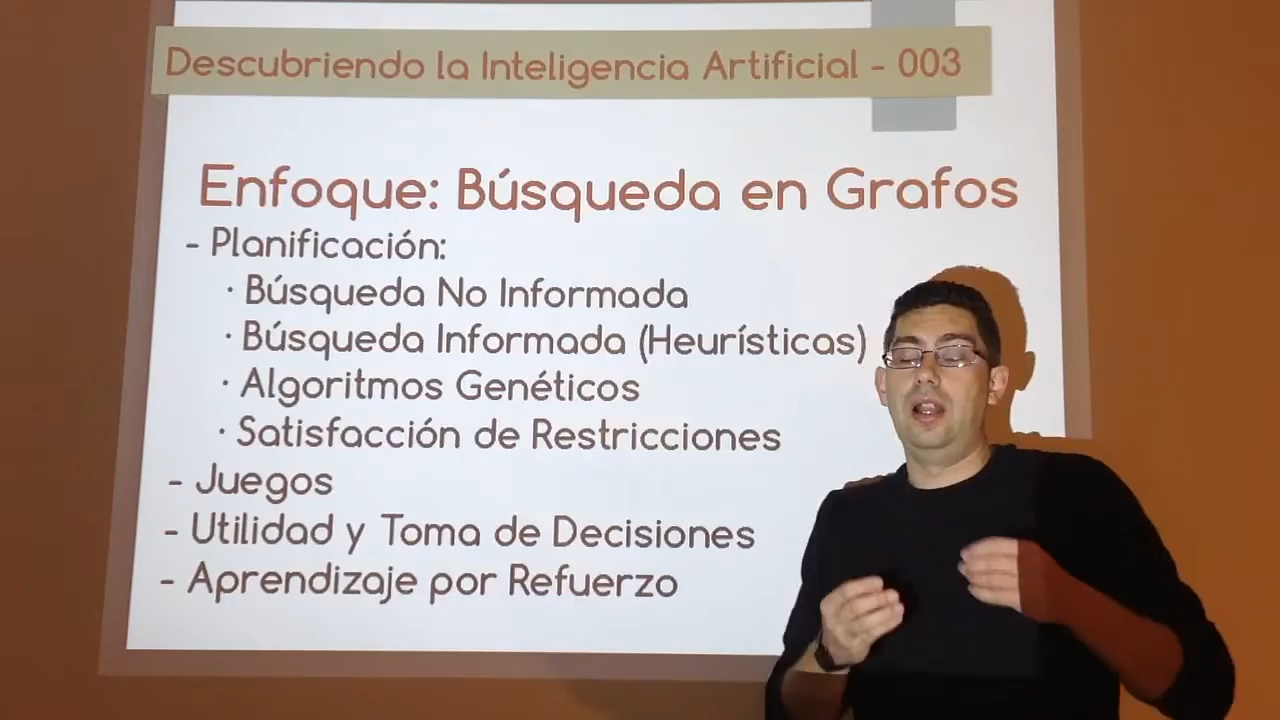 Descubriendo la Inteligencia Artificial - 003
Enfoque: Búsqueda en Grafos
- Planificación:
· Búsqueda No Informada
· Búsqueda Informada (Heurísticas)
· Algoritmos Genéticos
· Satisfacción de Restricciones
- Juegos
- Utilidad y Toma de Decisiones
- Aprendizaje por Refuerzo